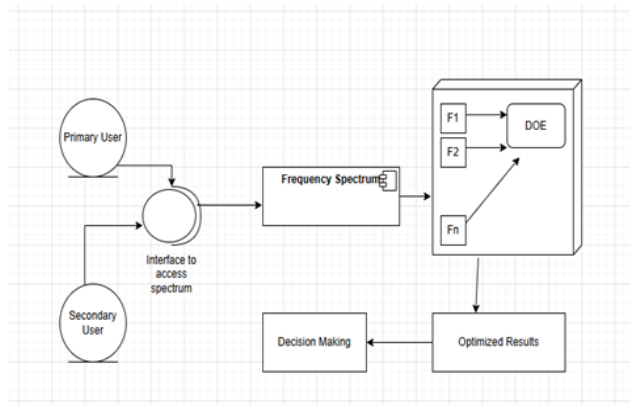 Primary User
Frequency Spectrum
F1
DOE
F2
Fn
Interface to
access
spectrum
Secondary
User
Decision Making
Optimized Results